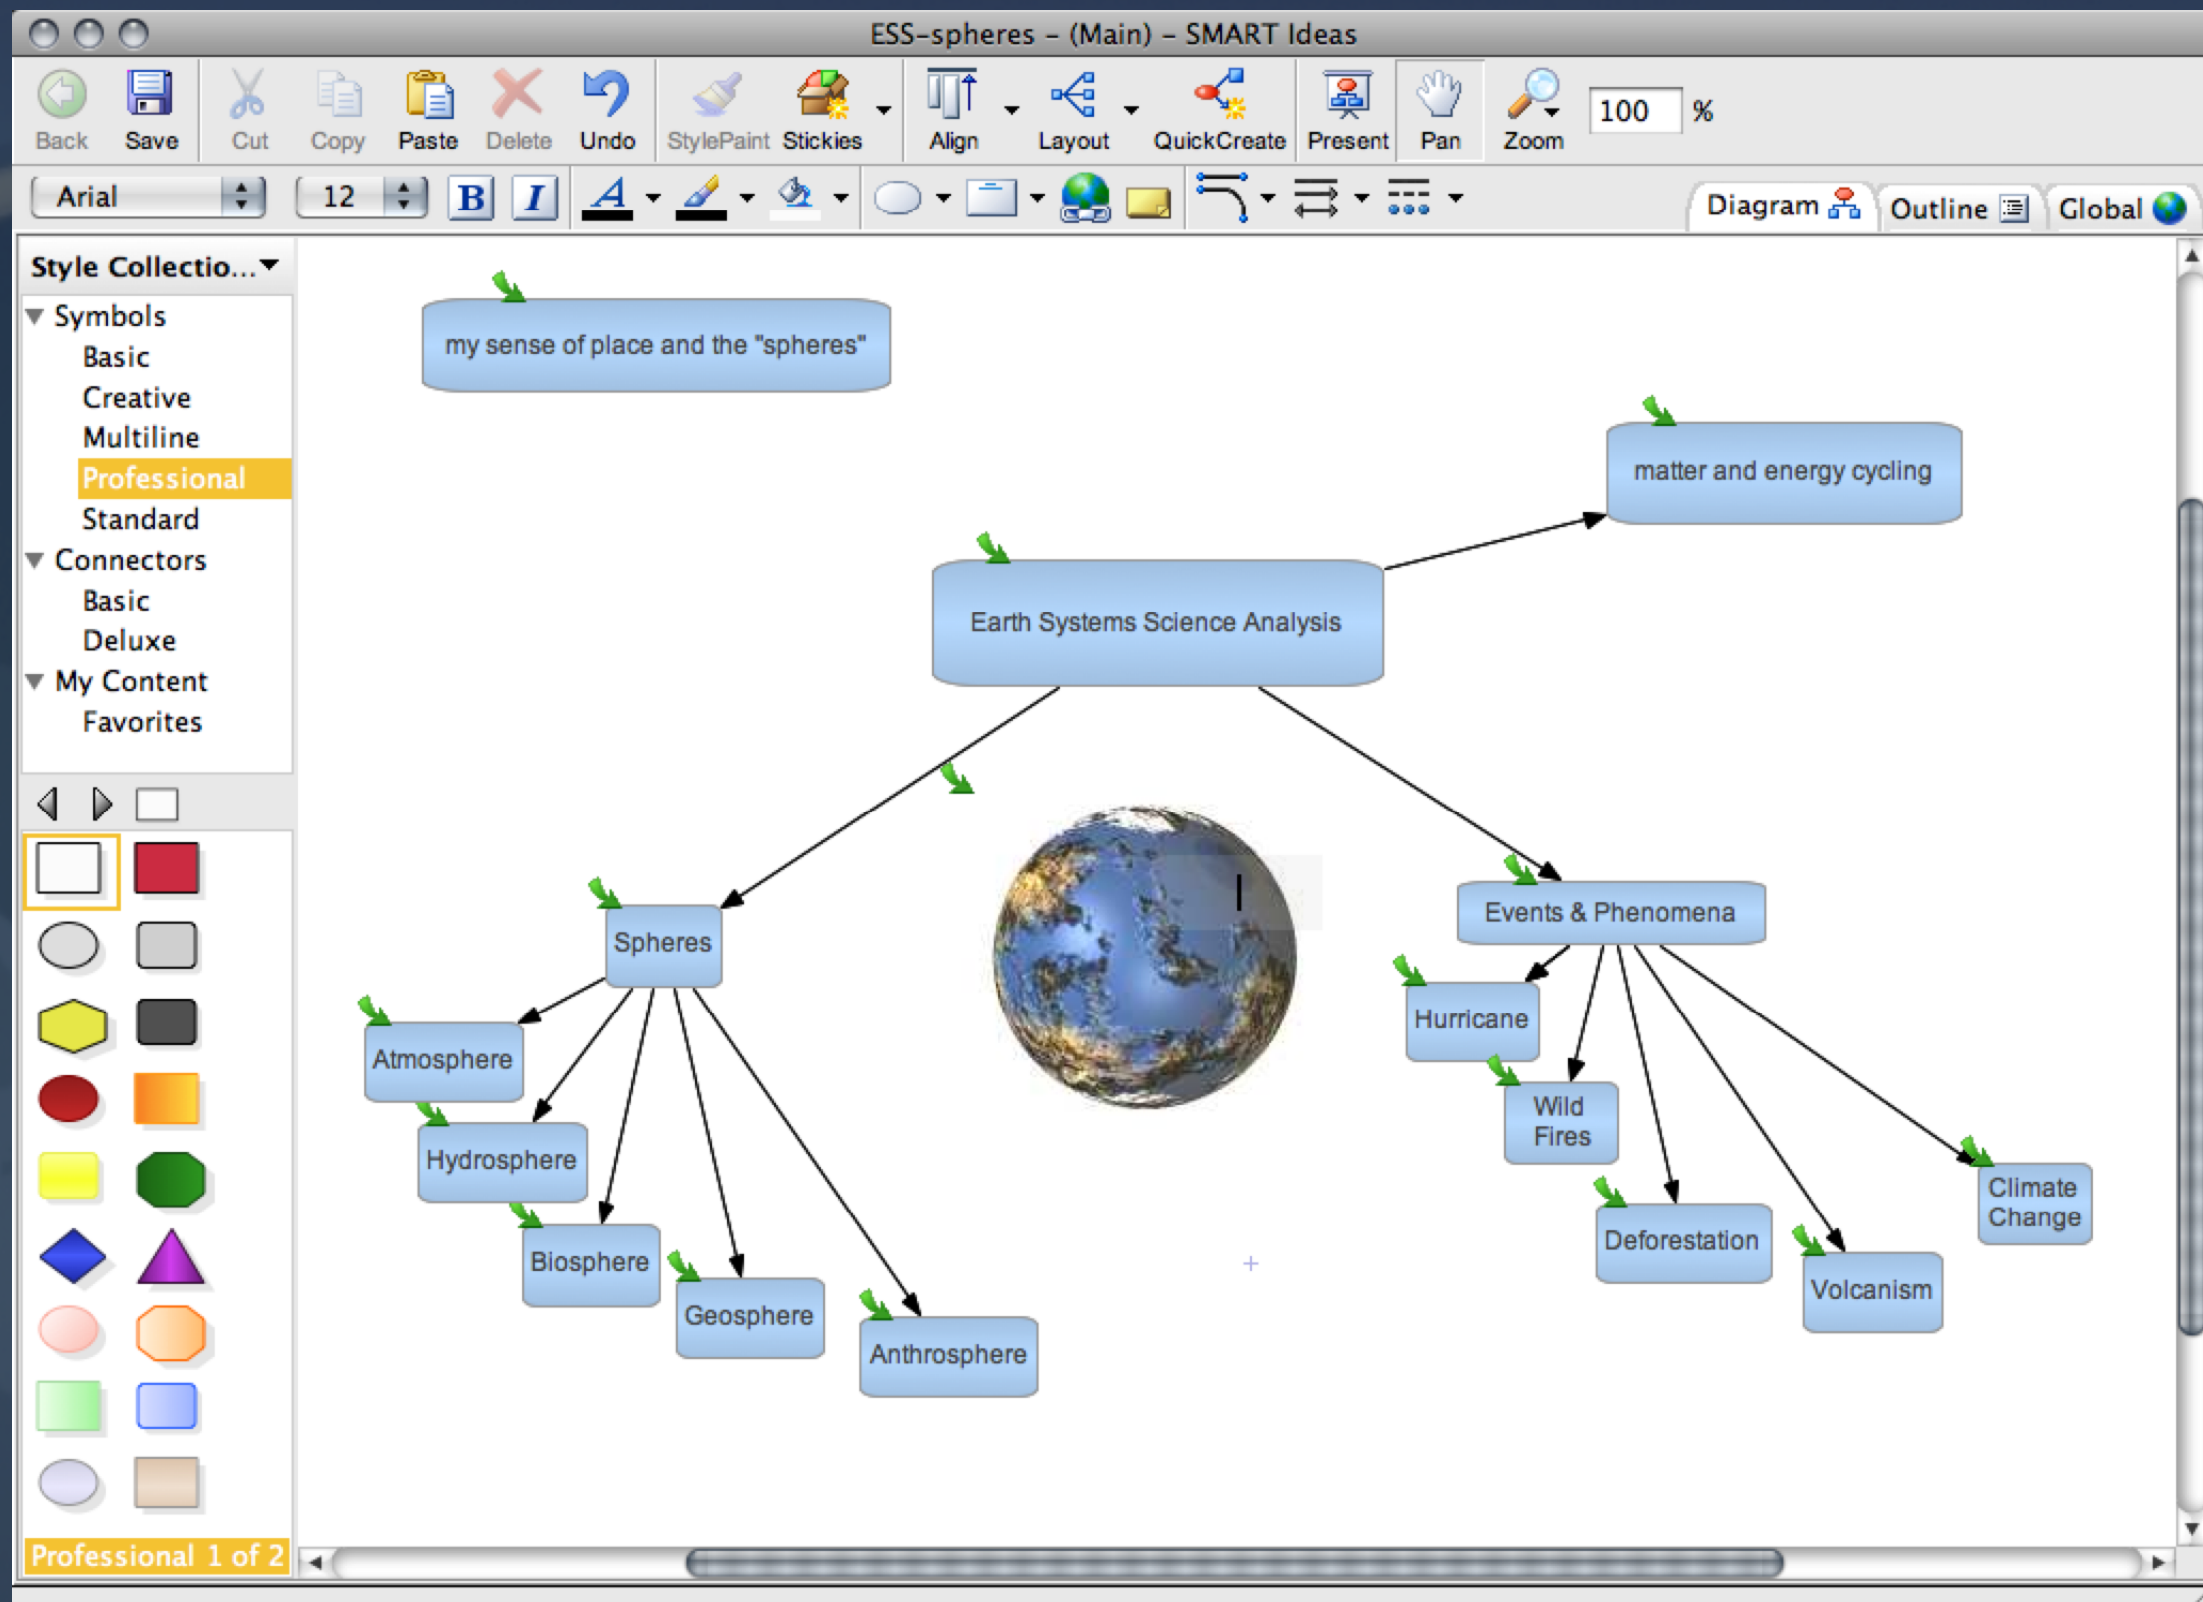 ESS-spheres - (Main) - SMART Ideas
Back Save Cut Copy Paste Delete Undo StylePaint Stickies Align Layout QuickCreate Present Pan Zoom 100 %
Arial 12 B I A Diagram Outline Global
Style Collectio...
Symbols
Basic
Creative
Multiline
Professional
Standard
Connectors
Basic
Deluxe
My Content
Favorites
Professional 1 of 2
my sense of place and the "spheres"
matter and energy cycling
Earth Systems Science Analysis
Spheres
Atmosphere
Hydrosphere
Biosphere
Geosphere
Anthrosphere
Events & Phenomena
Hurricane
Wild
Fires
Deforestation
Volcanism
Climate
Change